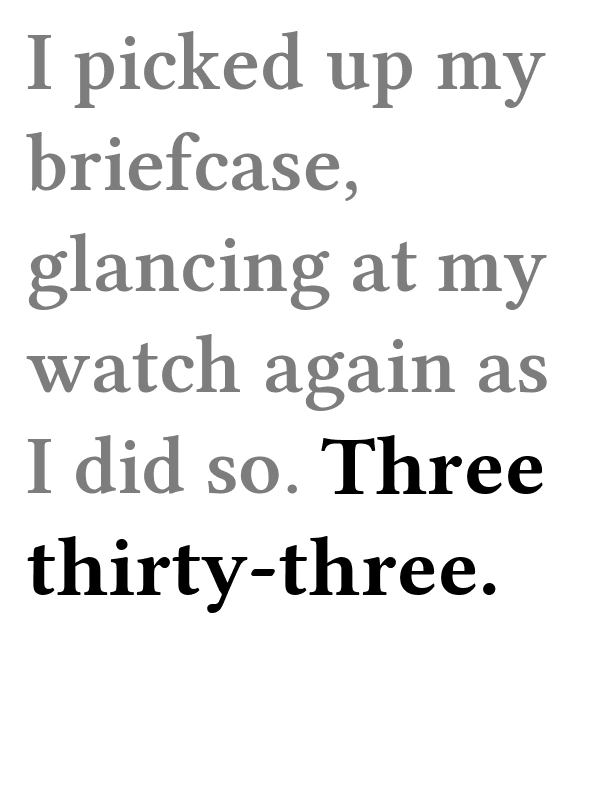 I picked up my
briefcase,
glancing at my
watch again as
I did so. Three
thirty-three.